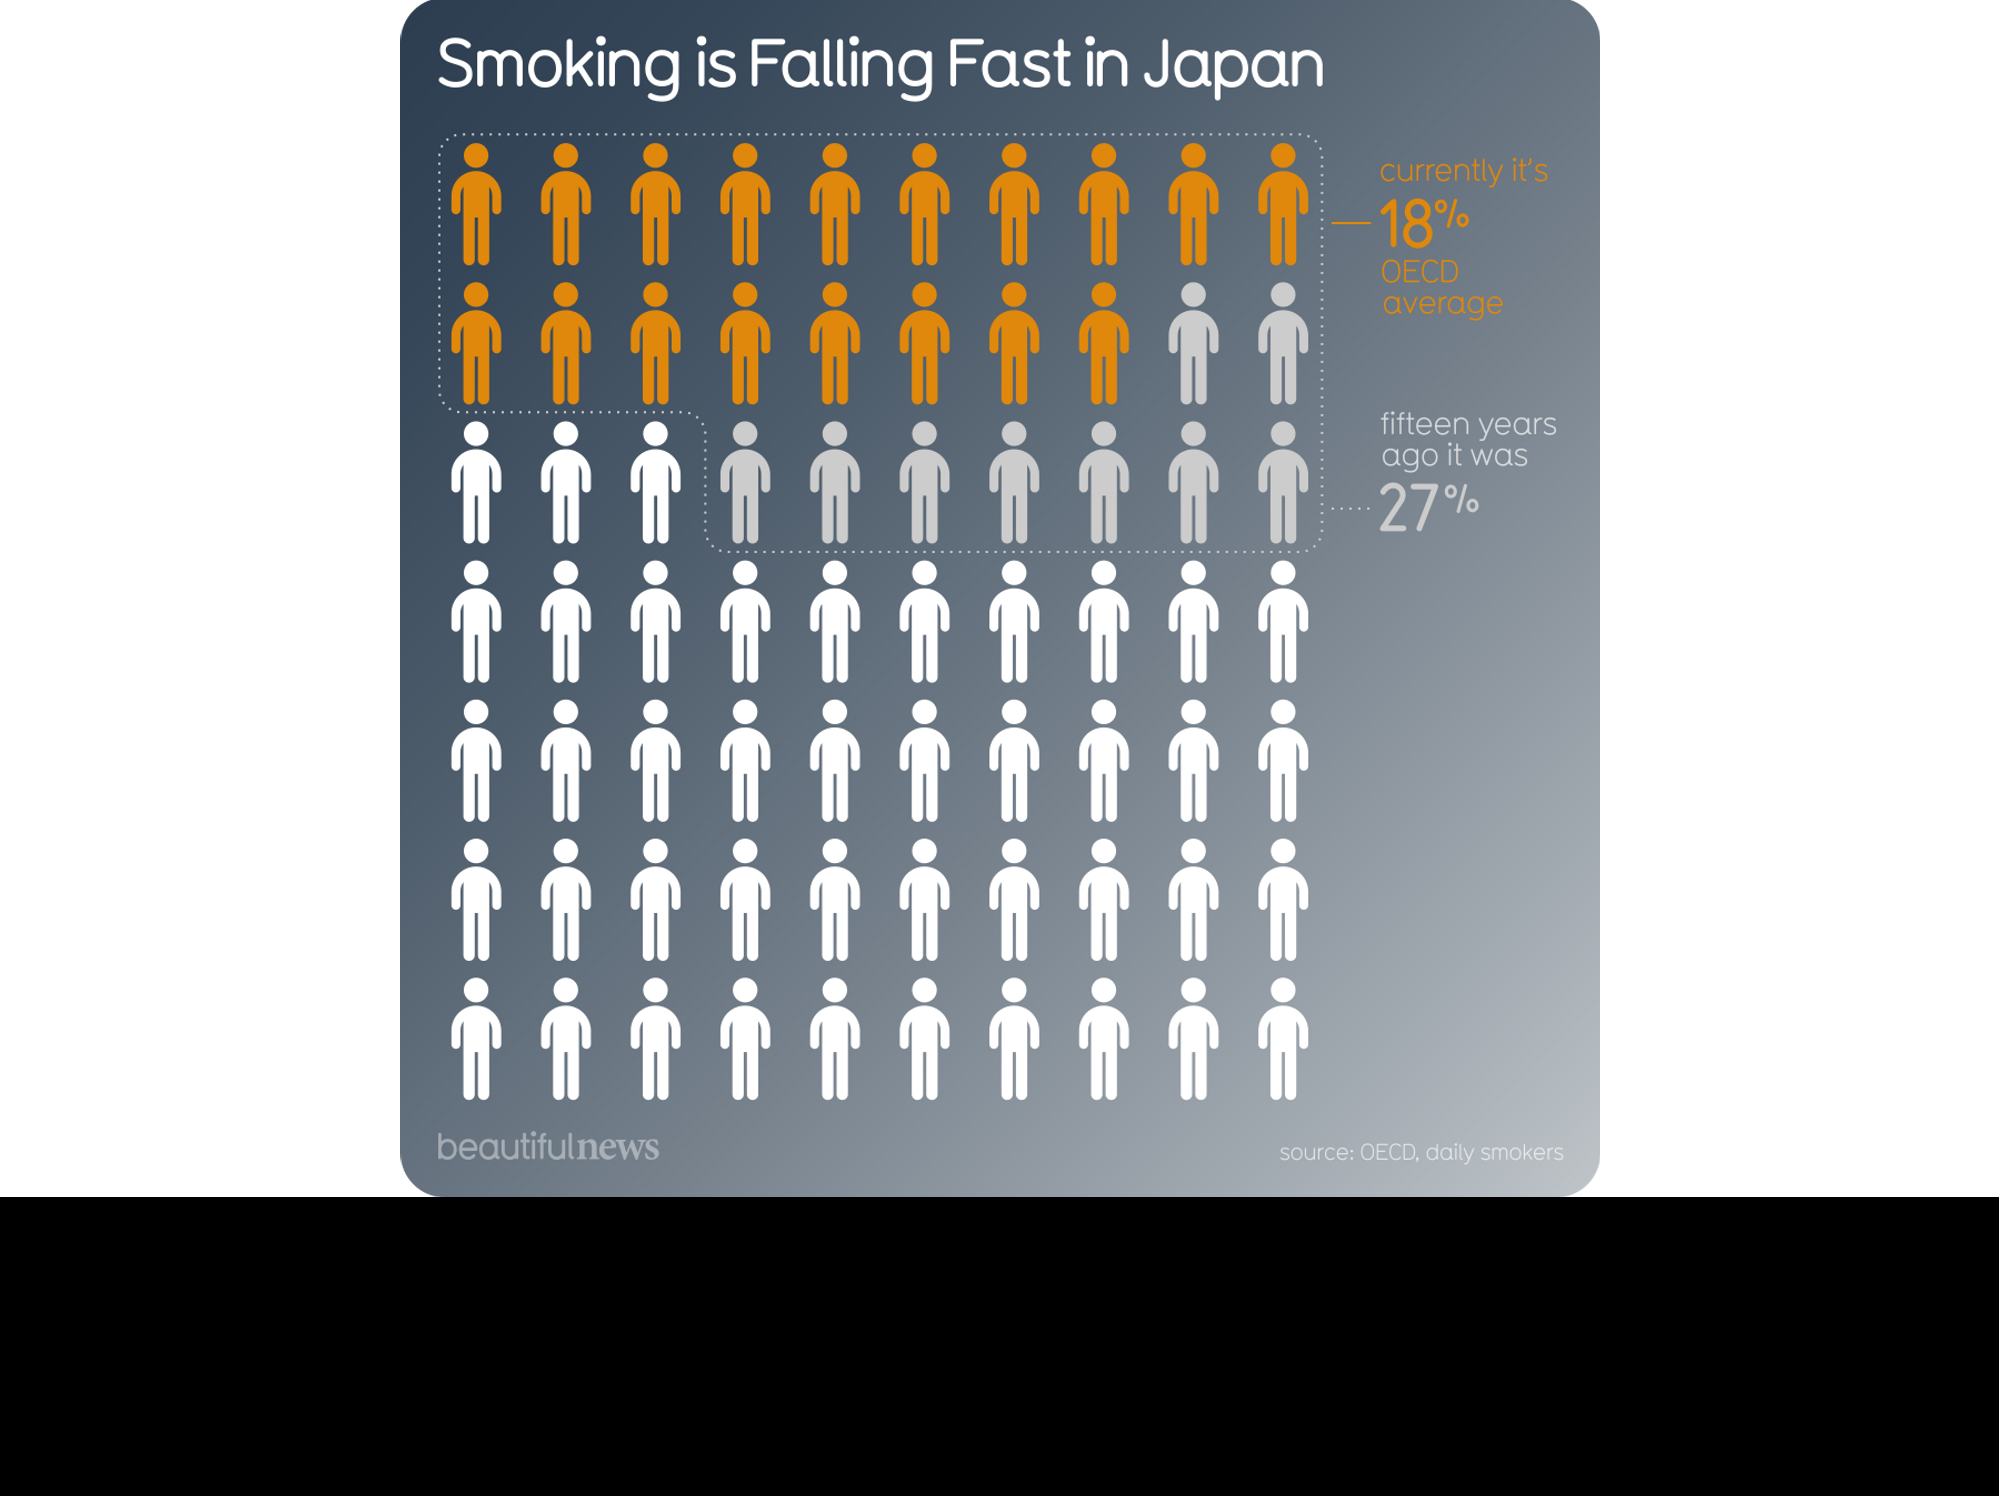 Smoking is Falling Fast in Japan
currently it's
18%
OECD
average
fifteen years
ago it was
27%
beautifulnews
source: OECD, daily smokers